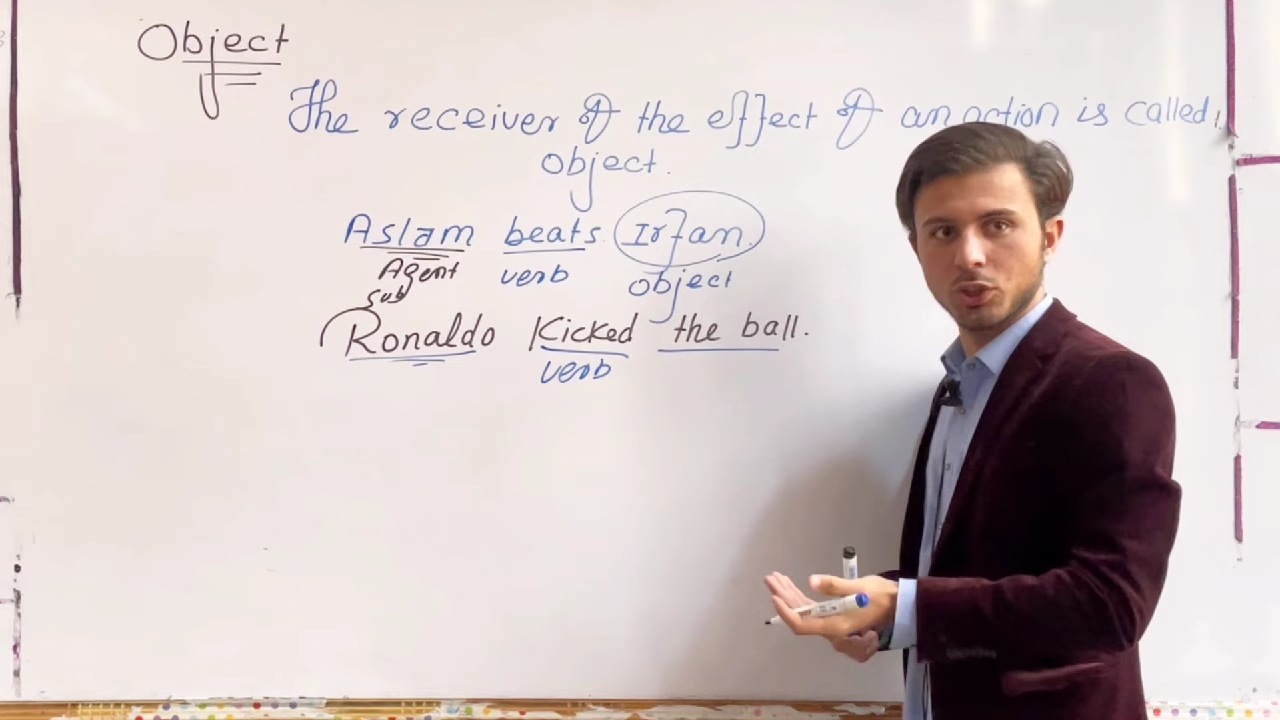 Object
The receiver of the effect of an action is called
object.
Aslam beats Irfan.
Agent verb object
sub
Ronaldo Kicked the ball.
verb